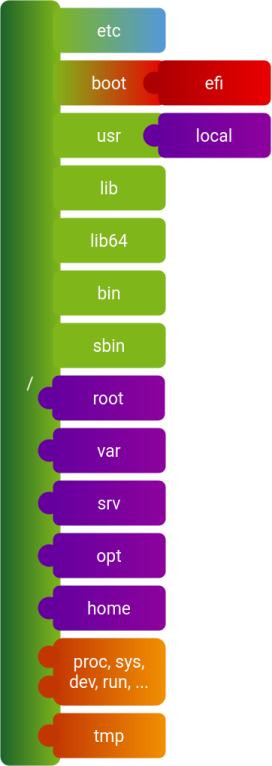 etc
boot
efi
usr
local
lib
lib64
bin
sbin
/
root
var
srv
opt
home
proc, sys,
dev, run, ...
tmp